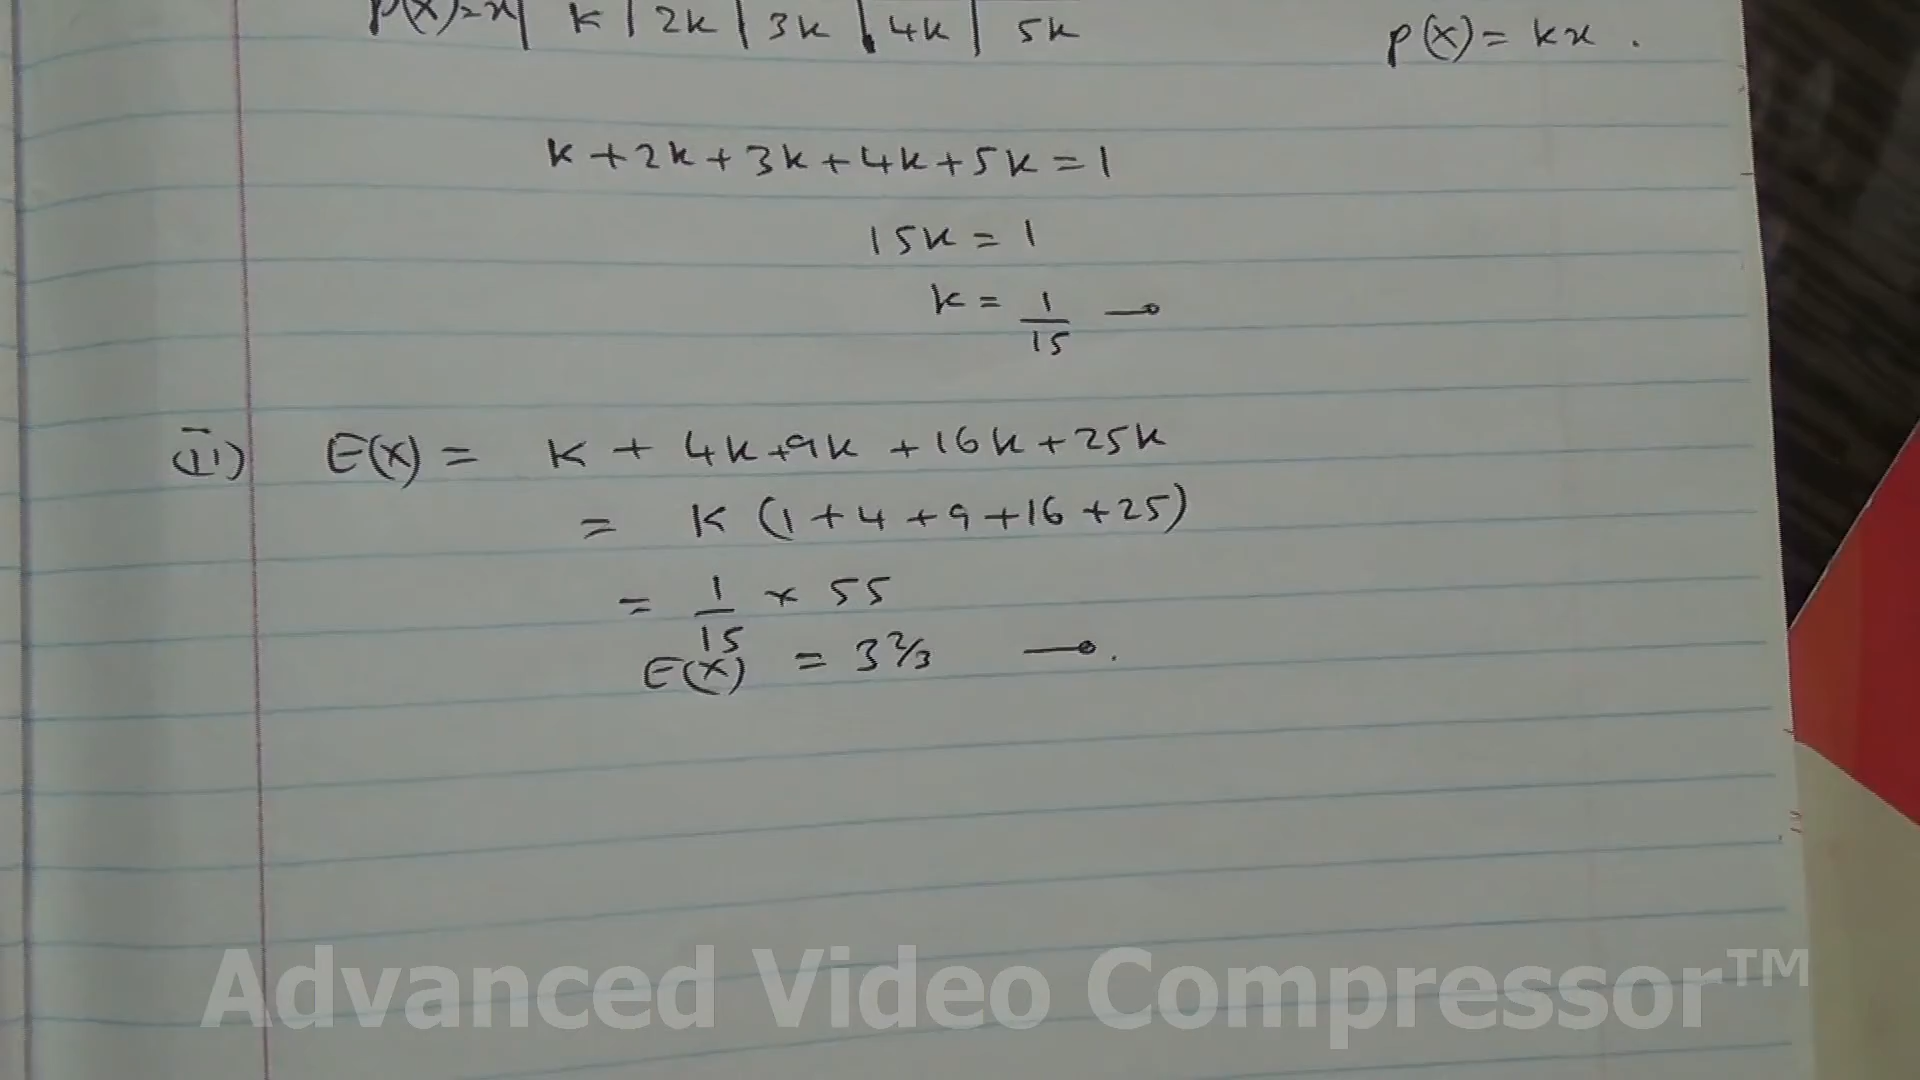 P(X)=x | k | 2k | 3k | 4k | 5k P(X) = kx .
k + 2k + 3k + 4k + 5k = 1
15k = 1
k = 1/15
(ii) E(X) = k + 4k + 9k + 16k + 25k
= k (1 + 4 + 9 + 16 + 25)
= 1/15 × 55
E(X) = 3 2/3 .
Advanced Video Compressor™